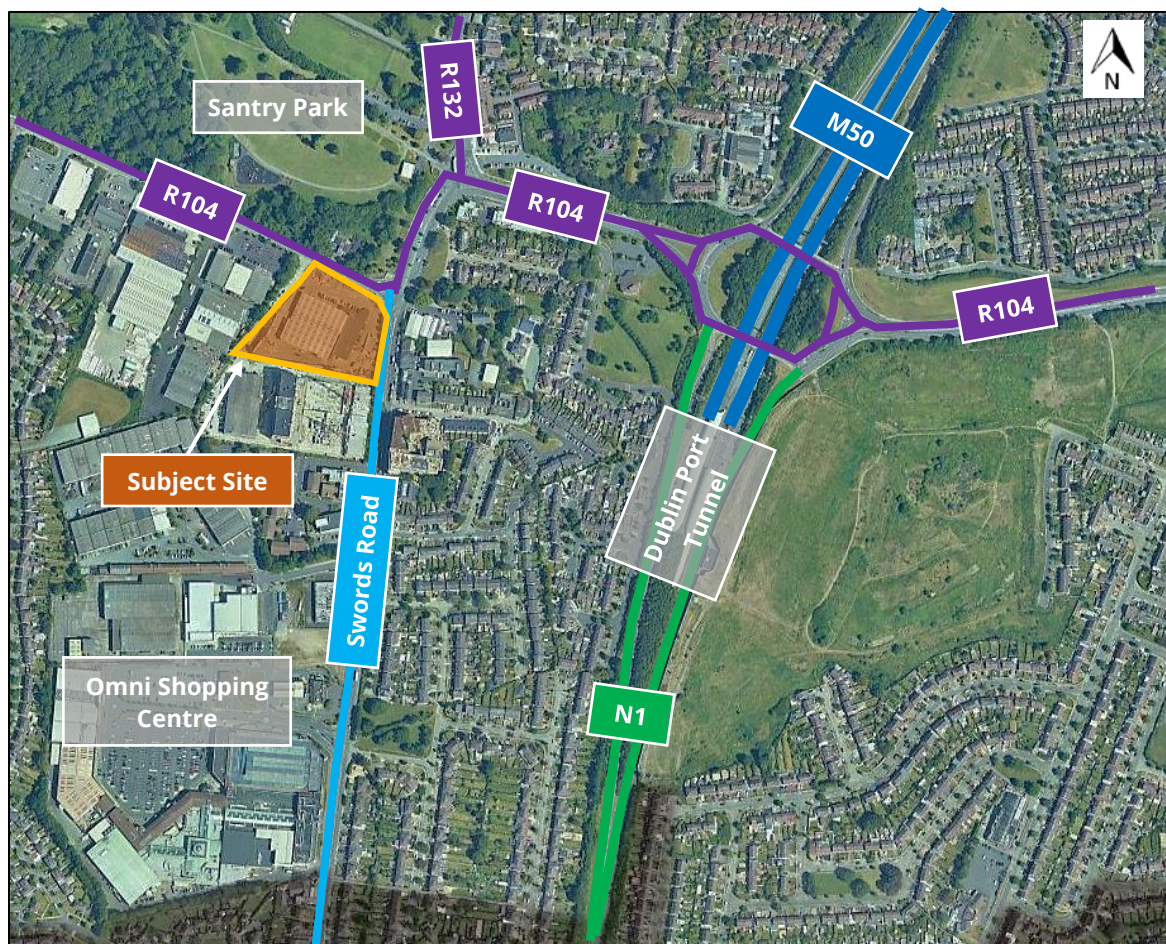 N
R132
Santry Park
M50
R104
R104
R104
Subject Site
Dublin Port
Tunnel
Swords Road
Omni Shopping
Centre
N1